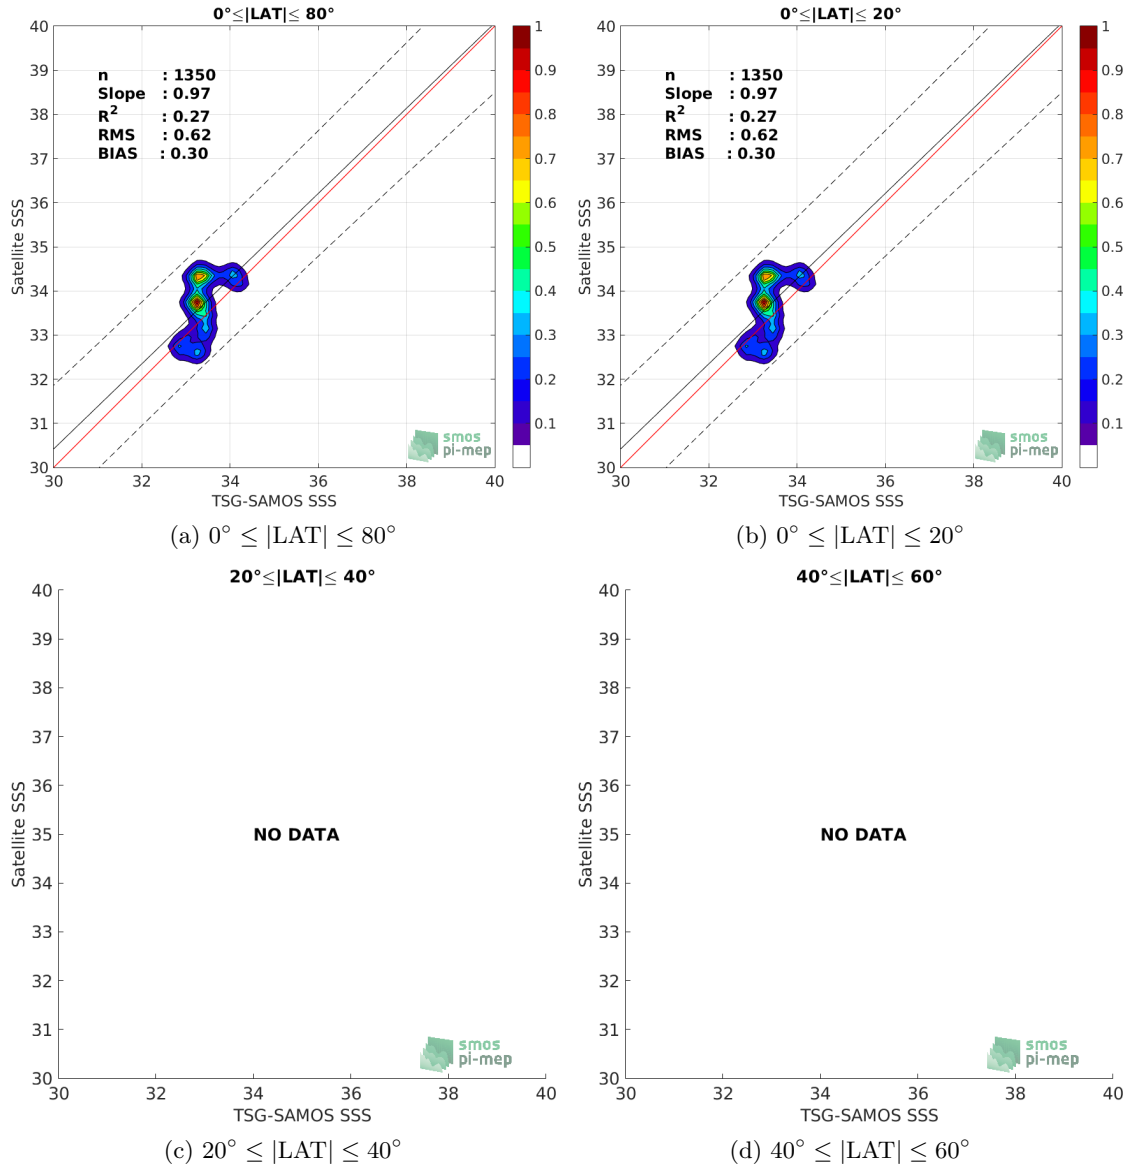 0°≤|LAT|≤ 80°
40
39
38
37
36
35
34
33
32
31
30
Satellite SSS
n : 1350
Slope : 0.97
R² : 0.27
RMS : 0.62
BIAS : 0.30
smos
pi-mep
30 32 34 36 38 40
TSG-SAMOS SSS
1
0.9
0.8
0.7
0.6
0.5
0.4
0.3
0.2
0.1
(a) 0° ≤ |LAT| ≤ 80°
0°≤|LAT|≤ 20°
40
39
38
37
36
35
34
33
32
31
30
Satellite SSS
n : 1350
Slope : 0.97
R² : 0.27
RMS : 0.62
BIAS : 0.30
smos
pi-mep
30 32 34 36 38 40
TSG-SAMOS SSS
1
0.9
0.8
0.7
0.6
0.5
0.4
0.3
0.2
0.1
(b) 0° ≤ |LAT| ≤ 20°
20°≤|LAT|≤ 40°
40
39
38
37
36
35
34
33
32
31
30
Satellite SSS
NO DATA
smos
pi-mep
30 32 34 36 38 40
TSG-SAMOS SSS
(c) 20° ≤ |LAT| ≤ 40°
40°≤|LAT|≤ 60°
40
39
38
37
36
35
34
33
32
31
30
Satellite SSS
NO DATA
smos
pi-mep
30 32 34 36 38 40
TSG-SAMOS SSS
(d) 40° ≤ |LAT| ≤ 60°